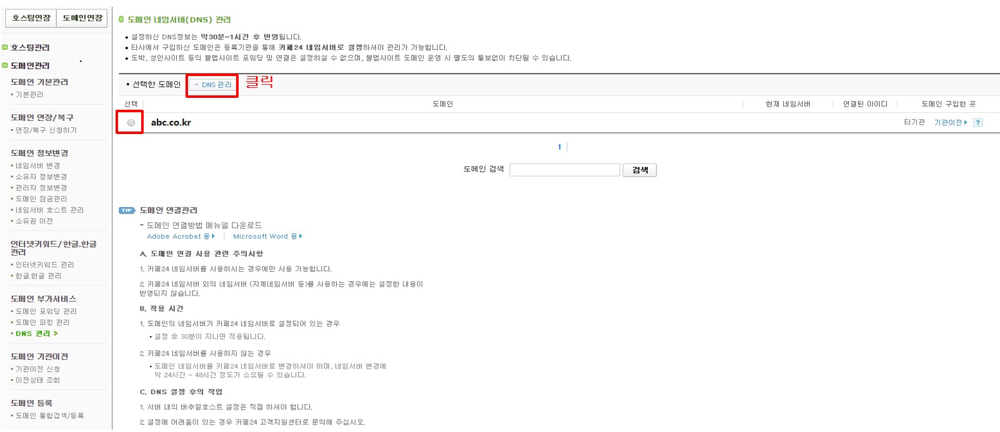 호스팅연장 도메인연장
호스팅관리
도메인관리
도메인 기본관리
기본관리
도메인 연장/복구
연장/복구 신청하기
도메인 정보변경
네임서버 변경
소유자 정보변경
관리자 정보변경
도메인 잠금관리
네임서버 호스트 관리
소유권 이전
인터넷키워드/한글.한글
관리
인터넷키워드 관리
한글.한글 관리
도메인 부가서비스
도메인 포워딩 관리
도메인 파킹 관리
DNS 관리 »
도메인 기관이전
기관이전 신청
이전상태 조회
도메인 등록
도메인 통합검색/등록
도메인 네임서버(DNS) 관리
설정하신 DNS정보는 약30분~1시간 후 반영됩니다.
타사에서 구입하신 도메인은 등록기관을 통해 카페24 네임서버로 설정하셔야 관리가 가능합니다.
도박, 성인사이트 등의 불법사이트 포워딩 및 연결은 설정하실 수 없으며, 불법사이트 도메인 운영 시 별도의 통보없이 차단될 수 있습니다.
선택한 도메인 → DNS 관리 클릭
선택 도메인 현재 네임서버 연결된 아이디 도메인 구입한 곳
abc.co.kr 타기관 기관이전 ?
1
도메인 검색 검색
TIP 도메인 연결관리
- 도메인 연결방법 매뉴얼 다운로드
Adobe Acrobat 용 | Microsoft Word 용
A. 도메인 연결 사용 관련 주의사항
1. 카페24 네임서버를 사용하시는 경우에만 사용 가능합니다.
2. 카페24 네임서버 외의 네임서버 (자체네임서버 등)를 사용하는 경우에는 설정한 내용이
반영되지 않습니다.
B. 적용 시간
1. 도메인의 네임서버가 카페24 네임서버로 설정되어 있는 경우
설정 후 30분이 지나면 적용됩니다.
2. 카페24 네임서버를 사용하지 않는 경우
도메인 네임서버를 카페24 네임서버로 변경하셔야 하며, 네임서버 변경에
약 24시간 ~ 48시간 정도가 소요될 수 있습니다.
C. DNS 설정 후의 작업
1. 서버 내의 버추얼호스트 설정은 직접 하셔야 합니다.
2. 설정에 어려움이 있는 경우 카페24 고객지원센터로 문의해 주십시오.